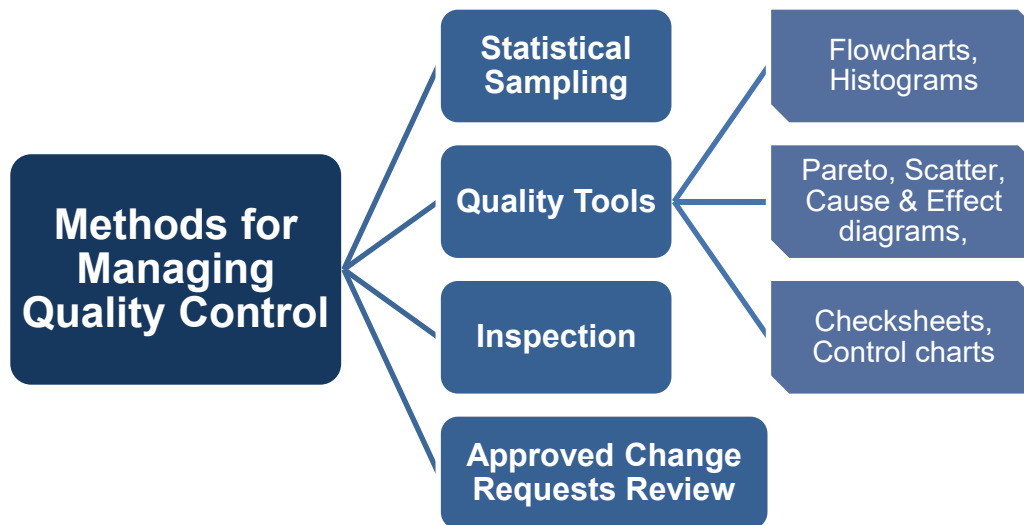 Methods for
Managing
Quality Control
Statistical
Sampling
Quality Tools
Inspection
Approved Change
Requests Review
Flowcharts,
Histograms
Pareto, Scatter,
Cause & Effect
diagrams,
Checksheets,
Control charts